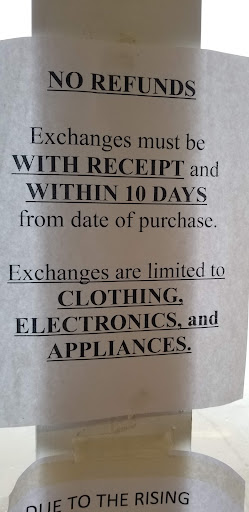 NO REFUNDS
Exchanges must be
WITH RECEIPT and
WITHIN 10 DAYS
from date of purchase.
Exchanges are limited to
CLOTHING,
ELECTRONICS, and
APPLIANCES.
DUE TO THE RISING